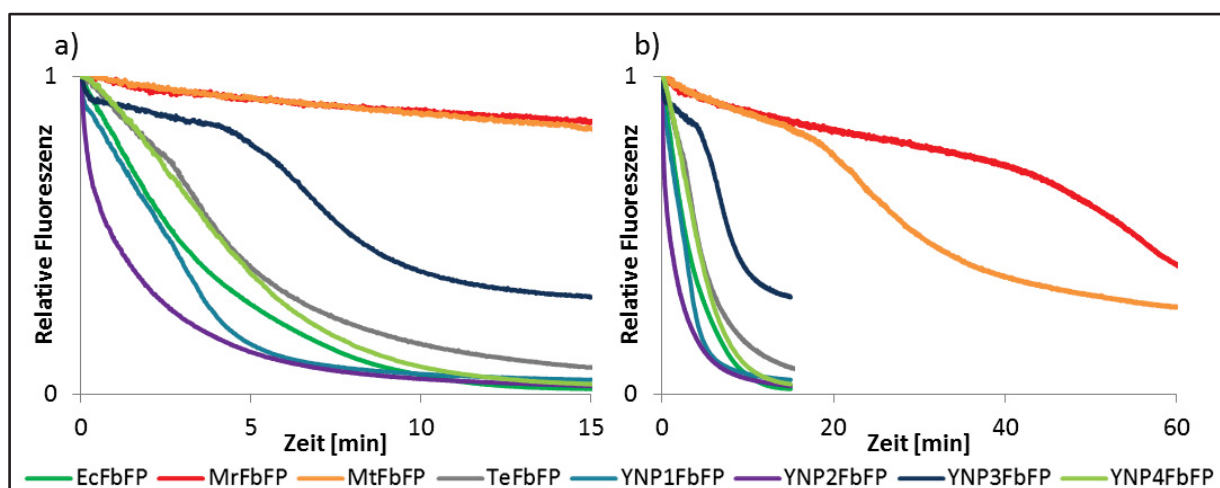 a)
b)
1
0
Relative Fluoreszenz
0 5 10 15
Zeit [min]
1
0
Relative Fluoreszenz
0 20 40 60
Zeit [min]
EcFbFP MrFbFP MtFbFP TeFbFP YNP1FbFP YNP2FbFP YNP3FbFP YNP4FbFP